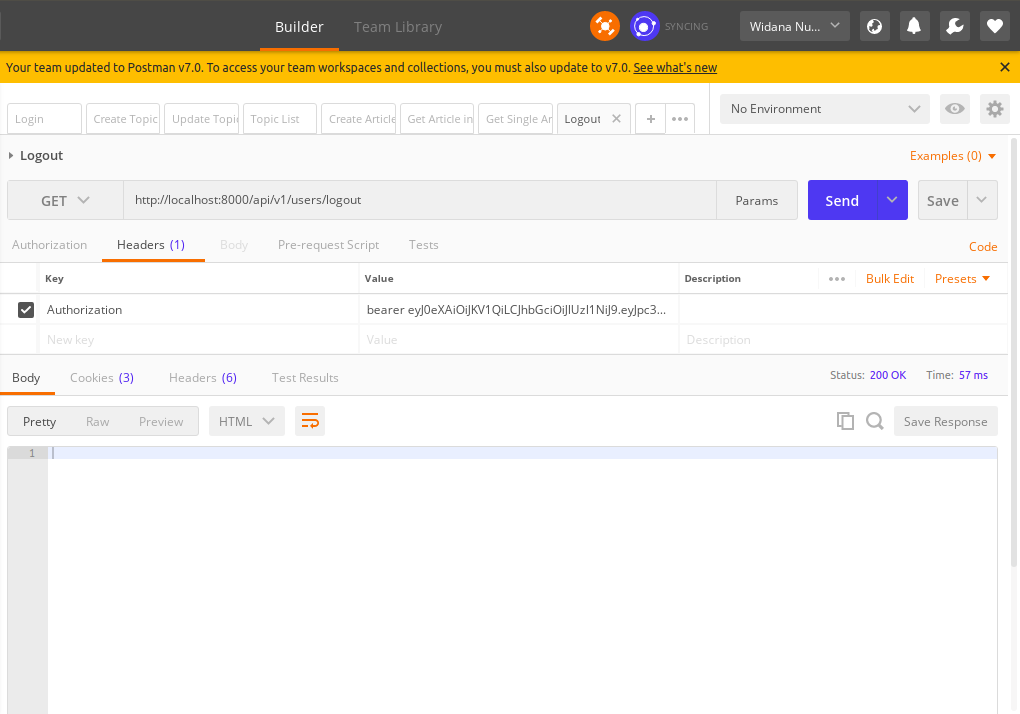 Builder Team Library SYNCING Widana Nu...
Your team updated to Postman v7.0. To access your team workspaces and collections, you must also update to v7.0. See what's new
Login Create Topic Update Topi Topic List Create Article Get Article in Get Single Ar Logout No Environment
Logout Examples (0)
GET http://localhost:8000/api/v1/users/logout Params Send Save
Authorization Headers (1) Body Pre-request Script Tests Code
Key Value Description ••• Bulk Edit Presets
Authorization bearer eyJ0eXAiOiJKV1QiLCJhbGciOiJIUzI1NiJ9.eyJpc3...
New key Value Description
Body Cookies (3) Headers (6) Test Results Status: 200 OK Time: 57 ms
Pretty Raw Preview HTML Save Response
1